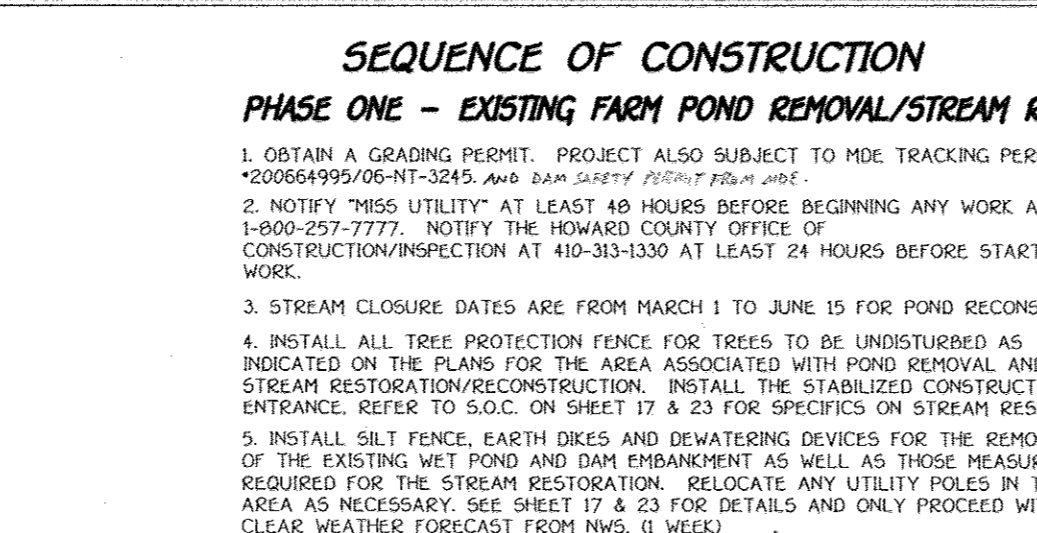 SEQUENCE OF CONSTRUCTION
PHASE ONE – EXISTING FARM POND REMOVAL/STREAM R
1. OBTAIN A GRADING PERMIT. PROJECT ALSO SUBJECT TO MDE TRACKING PER
*200664995/06-NT-3245. AND DAM SAFETY PERMIT FROM MDE.
2. NOTIFY "MISS UTILITY" AT LEAST 48 HOURS BEFORE BEGINNING ANY WORK A
1-800-257-7777. NOTIFY THE HOWARD COUNTY OFFICE OF
CONSTRUCTION/INSPECTION AT 410-313-1330 AT LEAST 24 HOURS BEFORE START
WORK.
3. STREAM CLOSURE DATES ARE FROM MARCH 1 TO JUNE 15 FOR POND RECONS
4. INSTALL ALL TREE PROTECTION FENCE FOR TREES TO BE UNDISTURBED AS
INDICATED ON THE PLANS FOR THE AREA ASSOCIATED WITH POND REMOVAL AN
STREAM RESTORATION/RECONSTRUCTION. INSTALL THE STABILIZED CONSTRUCT
ENTRANCE. REFER TO S.O.C. ON SHEET 17 & 23 FOR SPECIFICS ON STREAM RES
5. INSTALL SILT FENCE, EARTH DIKES AND DEWATERING DEVICES FOR THE REMO
OF THE EXISTING WET POND AND DAM EMBANKMENT AS WELL AS THOSE MEASUR
REQUIRED FOR THE STREAM RESTORATION. RELOCATE ANY UTILITY POLES IN T
AREA AS NECESSARY. SEE SHEET 17 & 23 FOR DETAILS AND ONLY PROCEED WI
CLEAR WEATHER FORECAST FROM NWS. (1 WEEK)